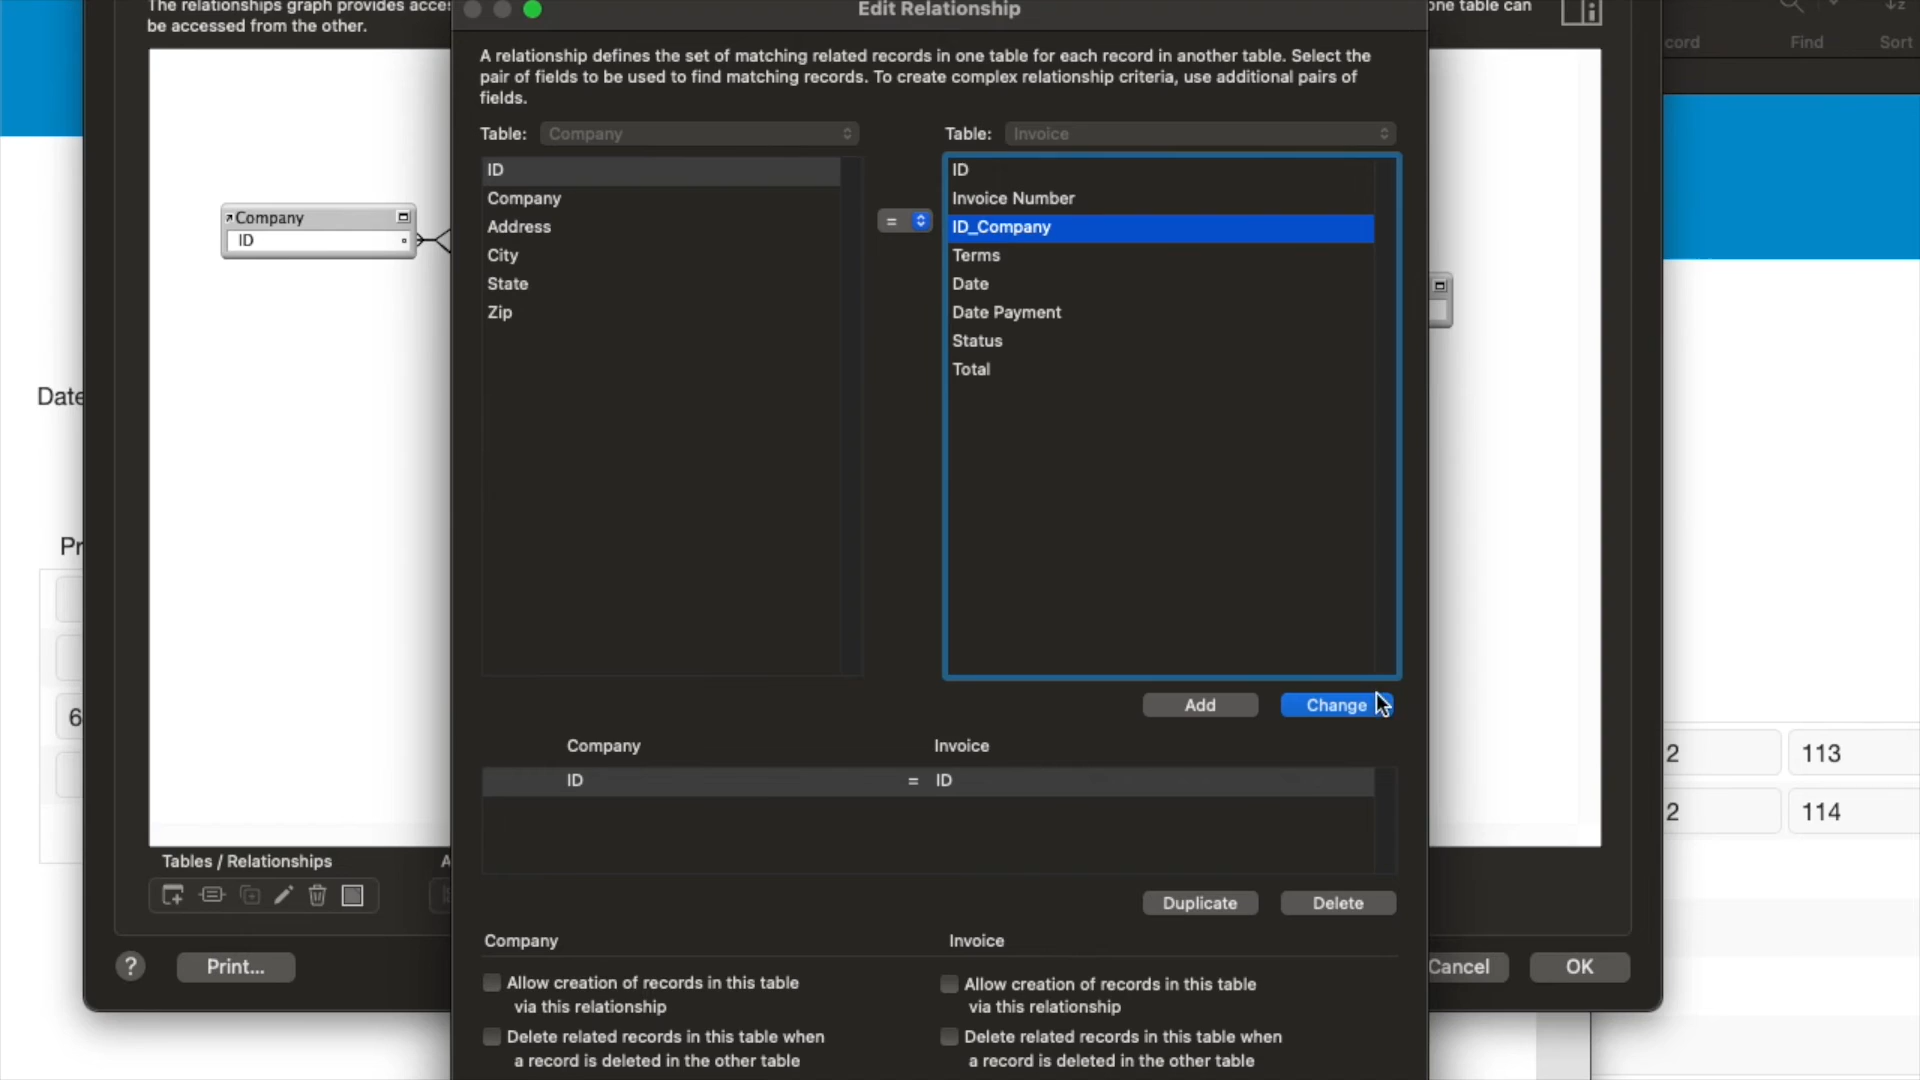 The relationships graph provides acce
be accessed from the other.
one table can
Edit Relationship
cord
Find
Sort
A relationship defines the set of matching related records in one table for each record in another table. Select the
pair of fields to be used to find matching records. To create complex relationship criteria, use additional pairs of
fields.
Table: Company
Table: Invoice
ID
Company
Address
City
State
Zip
=
ID
Invoice Number
ID_Company
Terms
Date
Date Payment
Status
Total
Company
ID
Date
Pr
6
Add
Change
Company
Invoice
ID = ID
2
113
2
114
Duplicate
Delete
Tables / Relationships
A
?
Print...
Cancel
OK
Company
Allow creation of records in this table
via this relationship
Delete related records in this table when
a record is deleted in the other table
Invoice
Allow creation of records in this table
via this relationship
Delete related records in this table when
a record is deleted in the other table